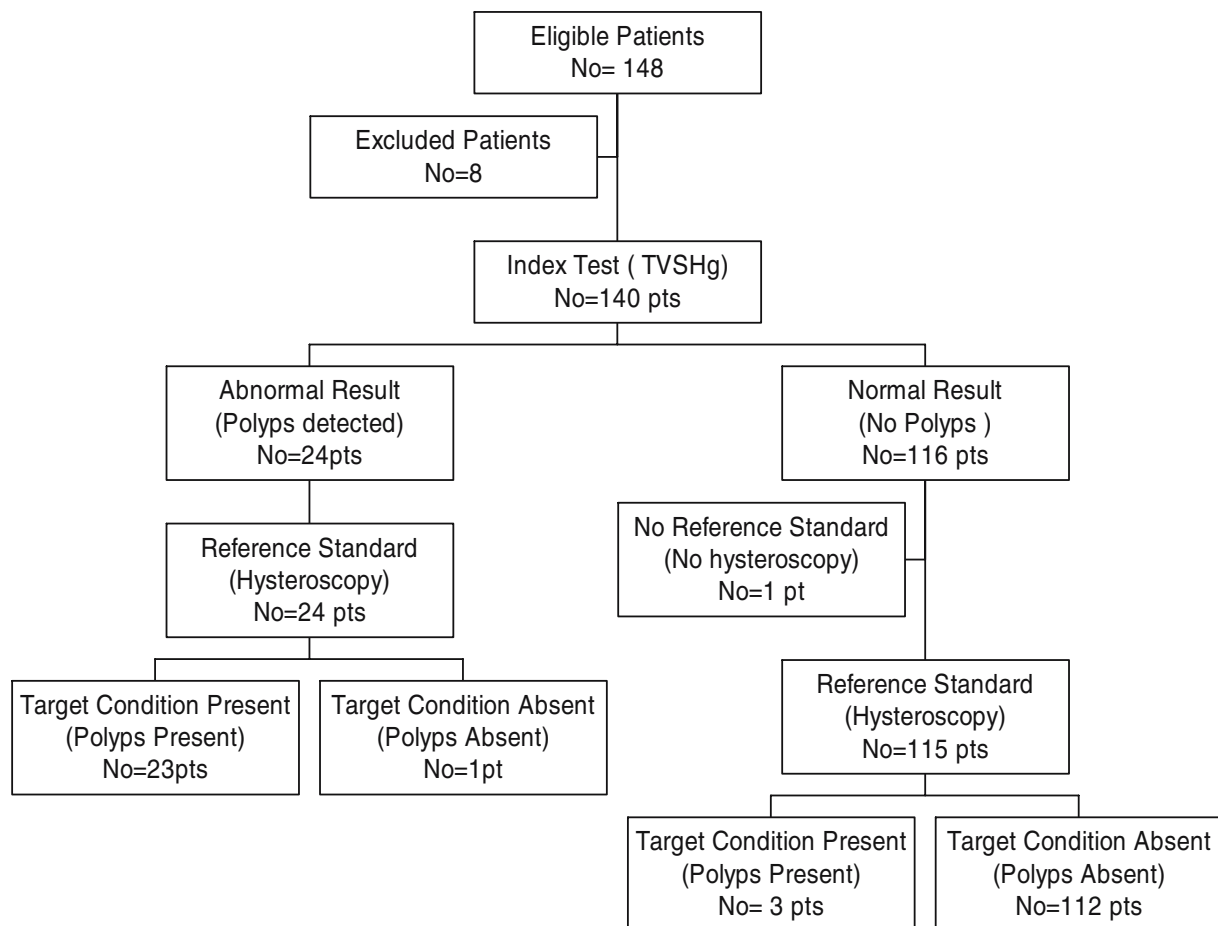 Eligible Patients
No= 148
Excluded Patients
No=8
Index Test ( TVSHg)
No=140 pts
Abnormal Result
(Polyps detected)
No=24pts
Normal Result
(No Polyps )
No=116 pts
No Reference Standard
(No hysteroscopy)
No=1 pt
Reference Standard
(Hysteroscopy)
No=24 pts
Target Condition Present
(Polyps Present)
No=23pts
Target Condition Absent
(Polyps Absent)
No=1pt
Reference Standard
(Hysteroscopy)
No=115 pts
Target Condition Present
(Polyps Present)
No= 3 pts
Target Condition Absent
(Polyps Absent)
No=112 pts